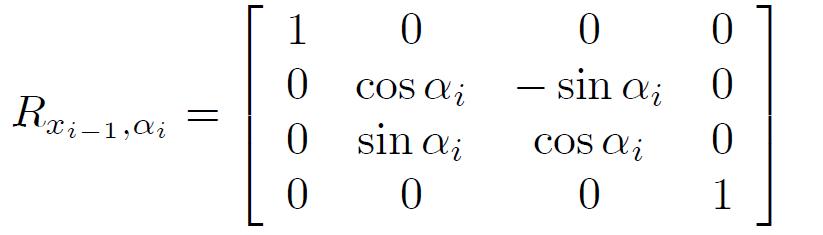 1 0 0 0
0 cos α_i − sin α_i 0
R_{x_{i−1},α_i} =
0 sin α_i cos α_i 0
0 0 0 1